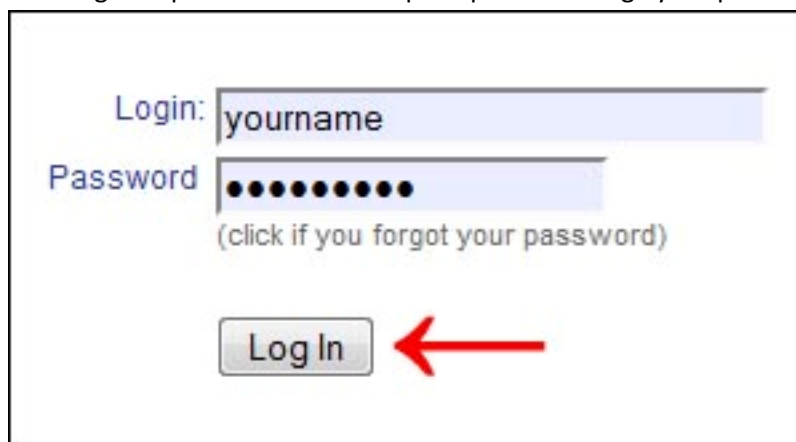 Login: yourname
Password •••••••••
(click if you forgot your password)
Log In